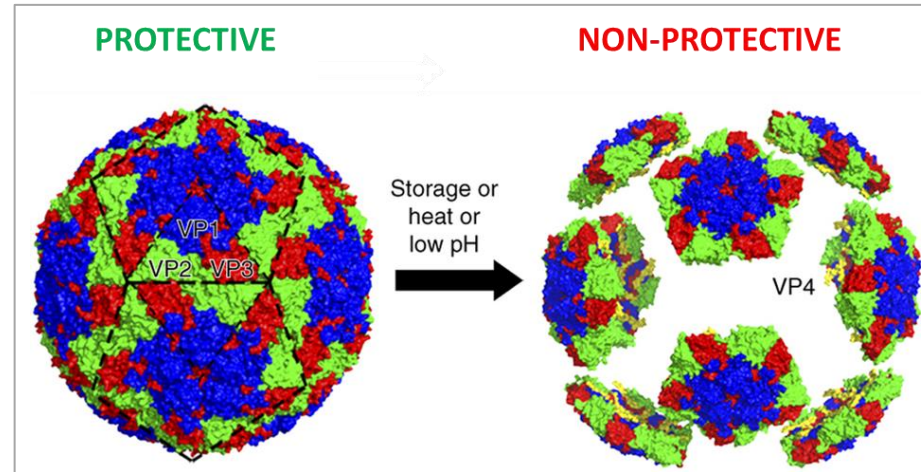 PROTECTIVE
NON-PROTECTIVE
VP1
VP2
VP3
Storage or
heat or
low pH
VP4